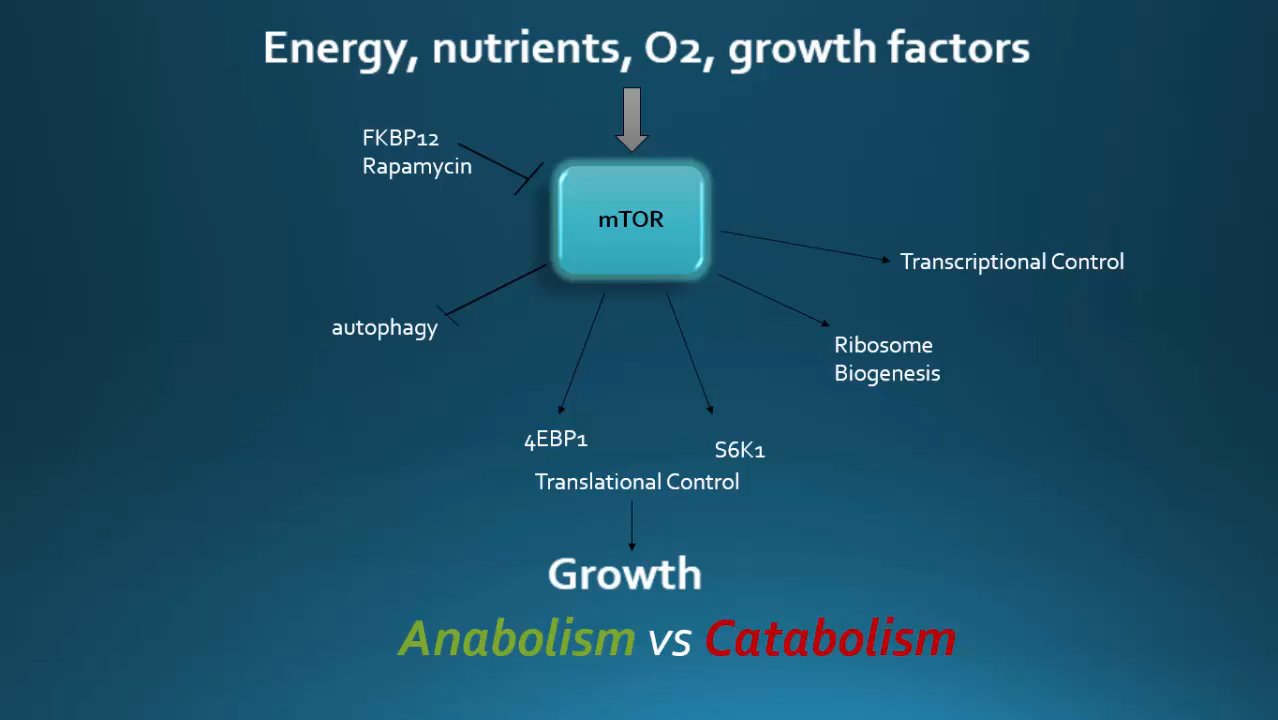 Energy, nutrients, O2, growth factors
FKBP12
Rapamycin
mTOR
Transcriptional Control
autophagy
Ribosome
Biogenesis
4EBP1
S6K1
Translational Control
Growth
Anabolism vs Catabolism